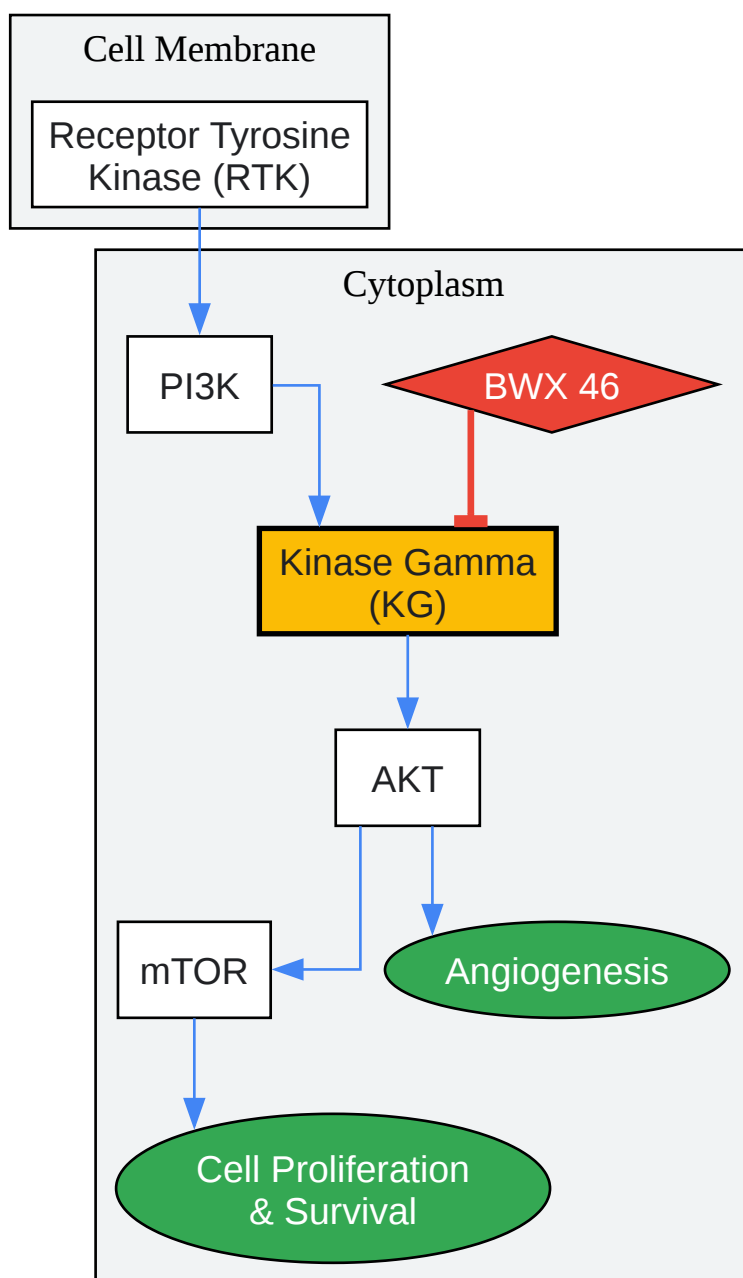 Cell Membrane
Receptor Tyrosine
Kinase (RTK)
Cytoplasm
PI3K
BWX 46
Kinase Gamma
(KG)
AKT
mTOR
Angiogenesis
Cell Proliferation
& Survival